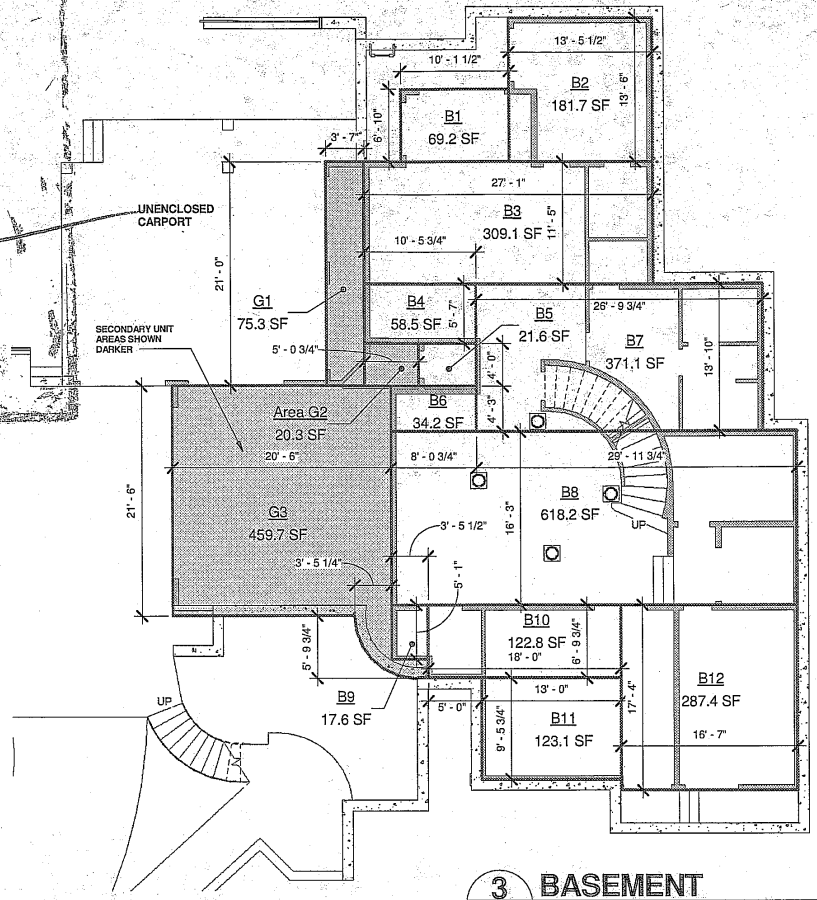 13' - 5 1/2"
10' - 1 1/2"
B2
181.7 SF
13' - 6"
B1
69.2 SF
6' - 10"
3' - 7"
27' - 1"
UNENCLOSED
CARPORT
B3
309.1 SF
11' - 5"
10' - 5 3/4"
21' - 0"
G1
75.3 SF
B4
58.5 SF
5' - 7"
B5
21.6 SF
26' - 9 3/4"
SECONDARY UNIT
AREAS SHOWN
DARKER
5' - 0 3/4"
4' - 0"
B7
371.1 SF
13' - 10"
Area G2
20.3 SF
B6
34.2 SF
4' - 3"
20' - 6"
8' - 0 3/4"
29' - 11 3/4"
21' - 6"
G3
459.7 SF
16' - 3"
B8
618.2 SF
UP
3' - 5 1/2"
3' - 5 1/4"
5' - 1"
B10
122.8 SF
18' - 0"
6' - 9 3/4"
5' - 9 3/4"
B9
17.6 SF
UP
5' - 0"
13' - 0"
9' - 5 3/4"
B11
123.1 SF
17' - 4"
B12
287.4 SF
16' - 7"
3 BASEMENT